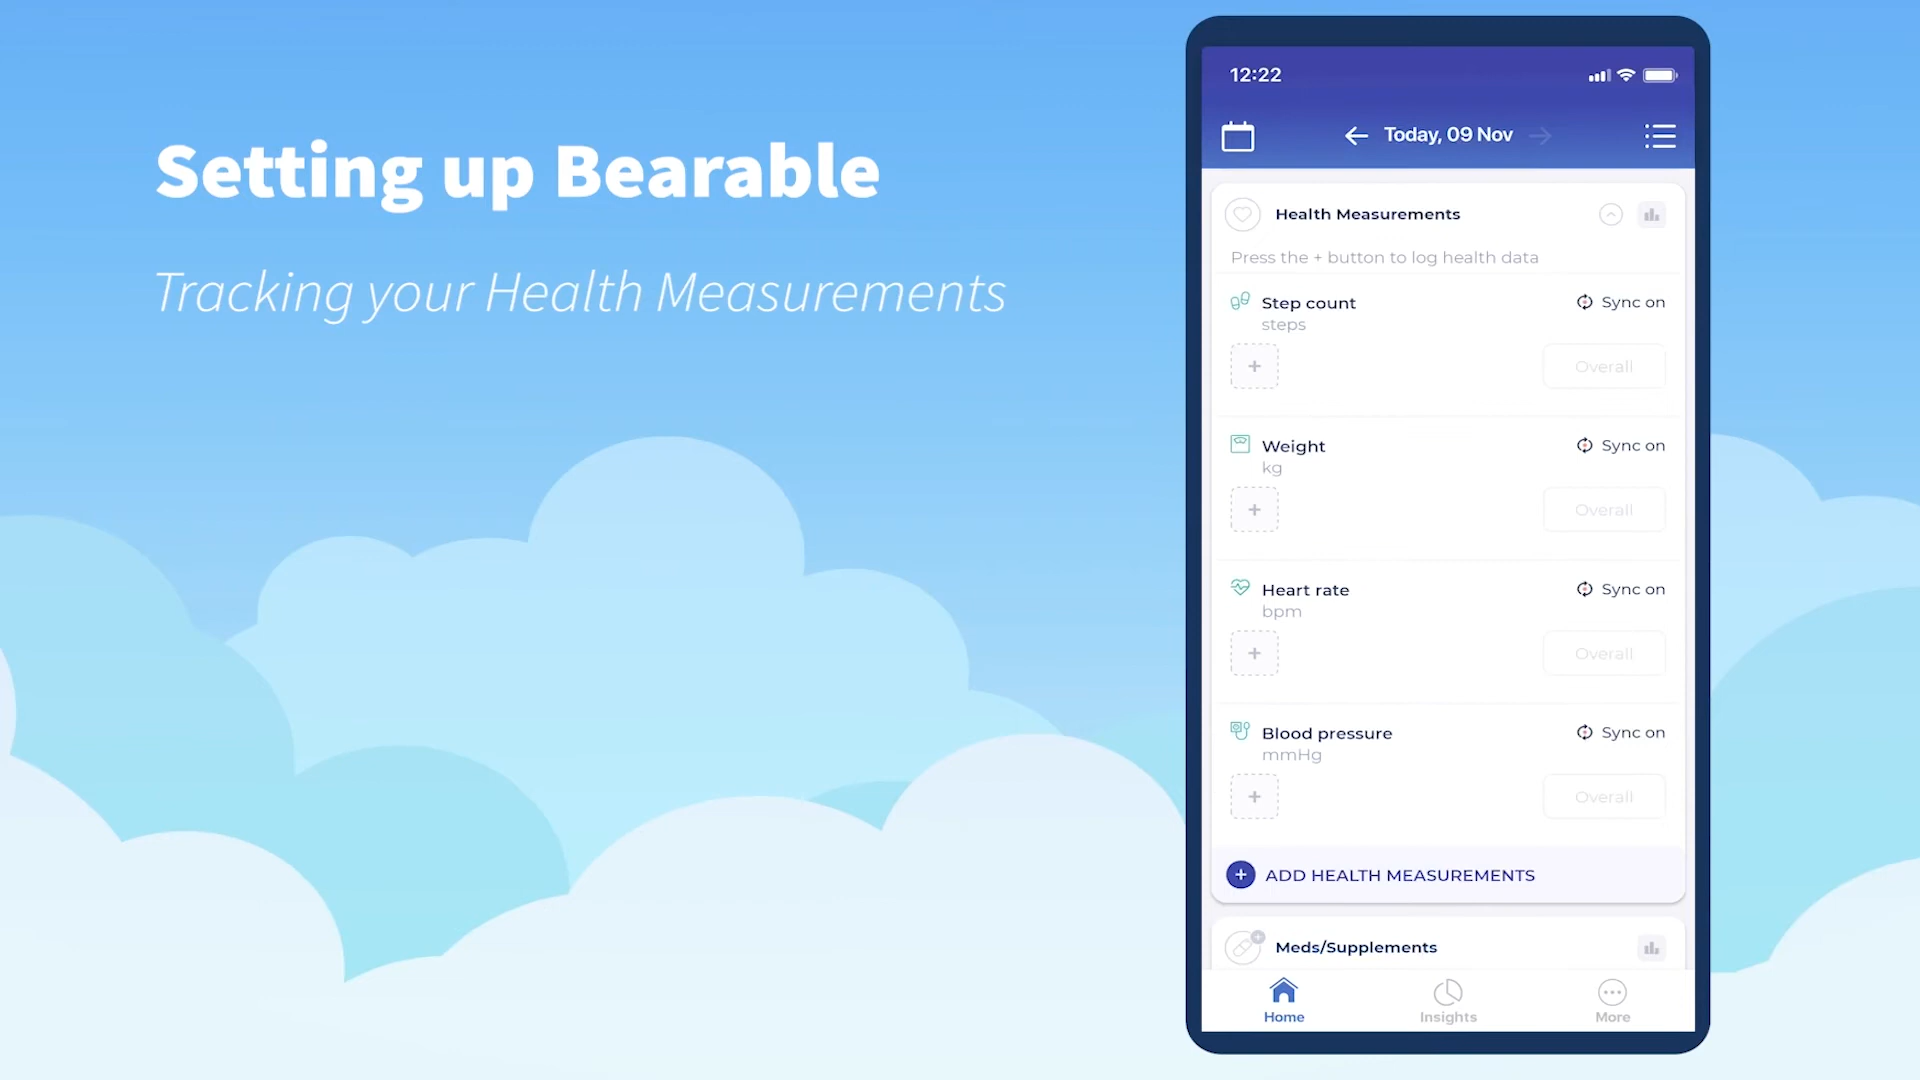 Setting up Bearable
Tracking your Health Measurements
12:22
Today, 09 Nov
Health Measurements
Press the + button to log health data
Step count
Sync on
steps
+
Overall
Weight
Sync on
kg
+
Overall
Heart rate
Sync on
bpm
+
Overall
Blood pressure
Sync on
mmHg
+
Overall
+ ADD HEALTH MEASUREMENTS
Meds/Supplements
Home
Insights
More